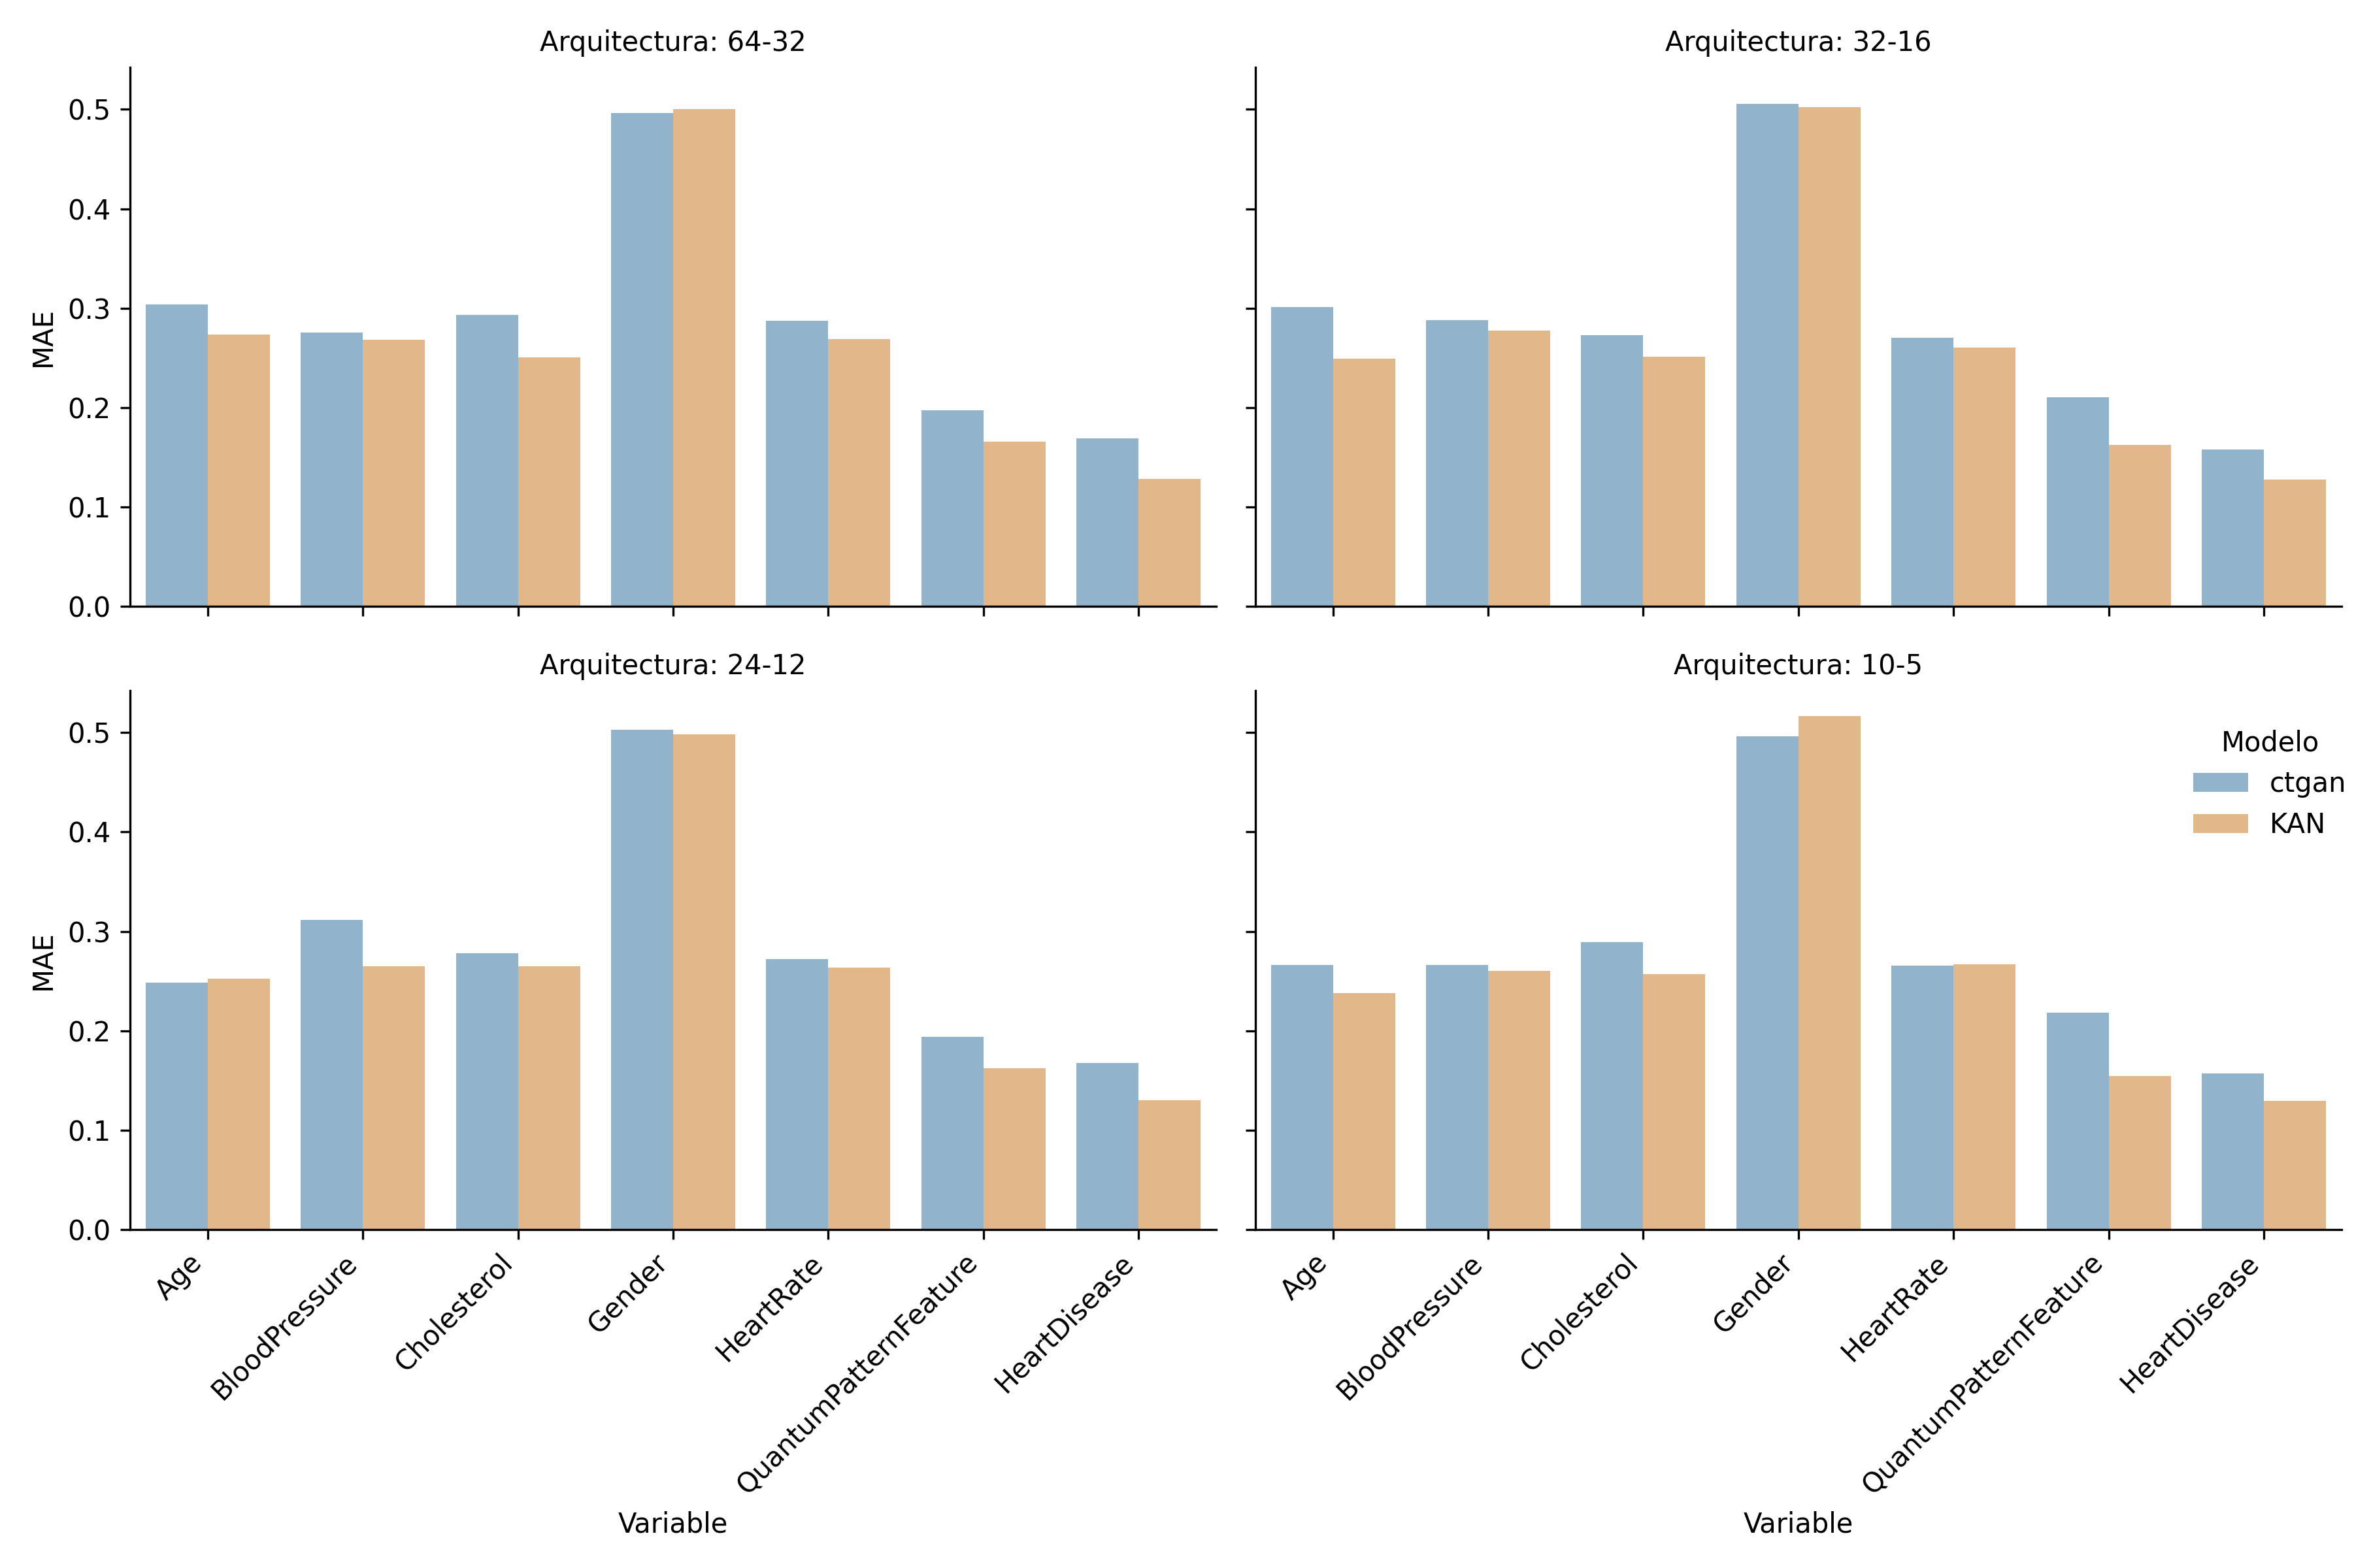 Arquitectura: 64-32
Arquitectura: 32-16
MAE
0.5
0.4
0.3
0.2
0.1
0.0
Arquitectura: 24-12
Arquitectura: 10-5
MAE
0.5
0.4
0.3
0.2
0.1
0.0
Modelo
ctgan
KAN
Age
BloodPressure
Cholesterol
Gender
HeartRate
QuantumPatternFeature
HeartDisease
Variable
Age
BloodPressure
Cholesterol
Gender
HeartRate
QuantumPatternFeature
HeartDisease
Variable